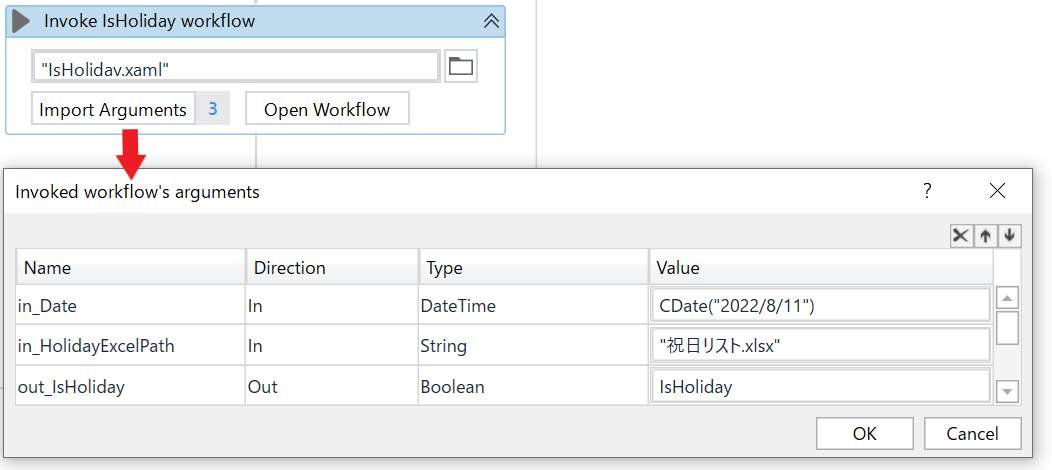 Invoke IsHoliday workflow
"IsHoliday.xaml"
Import Arguments 3 Open Workflow
Invoked workflow's arguments ?
Name Direction Type Value
in_Date In DateTime CDate("2022/8/11")
in_HolidayExcelPath In String "祝日リスト.xlsx"
out_IsHoliday Out Boolean IsHoliday
OK Cancel